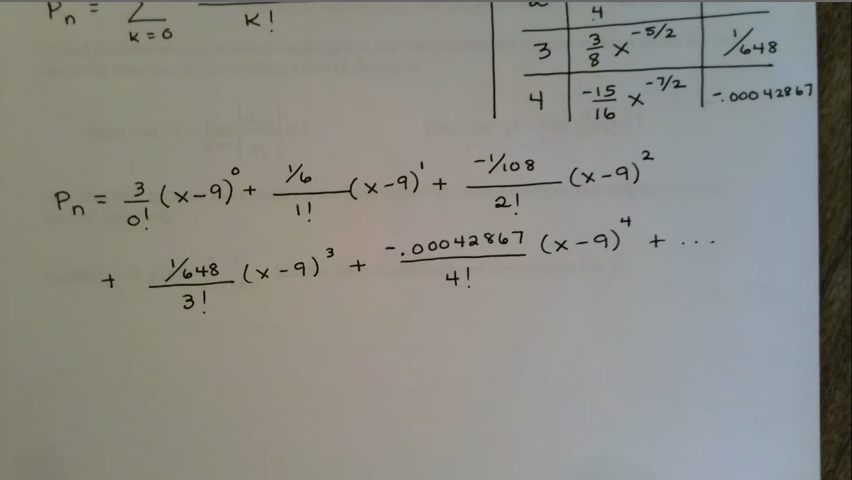 Pn = Σ k=0 K!
4
3 3/8 x^-5/2 1/648
4 -15/16 x^-7/2 -.00042867
Pn = 3/0! (x-9)^0 + 1/6/1! (x-9)^1 + -1/108/2! (x-9)^2
+ 1/648/3! (x-9)^3 + -.00042867/4! (x-9)^4 + ...